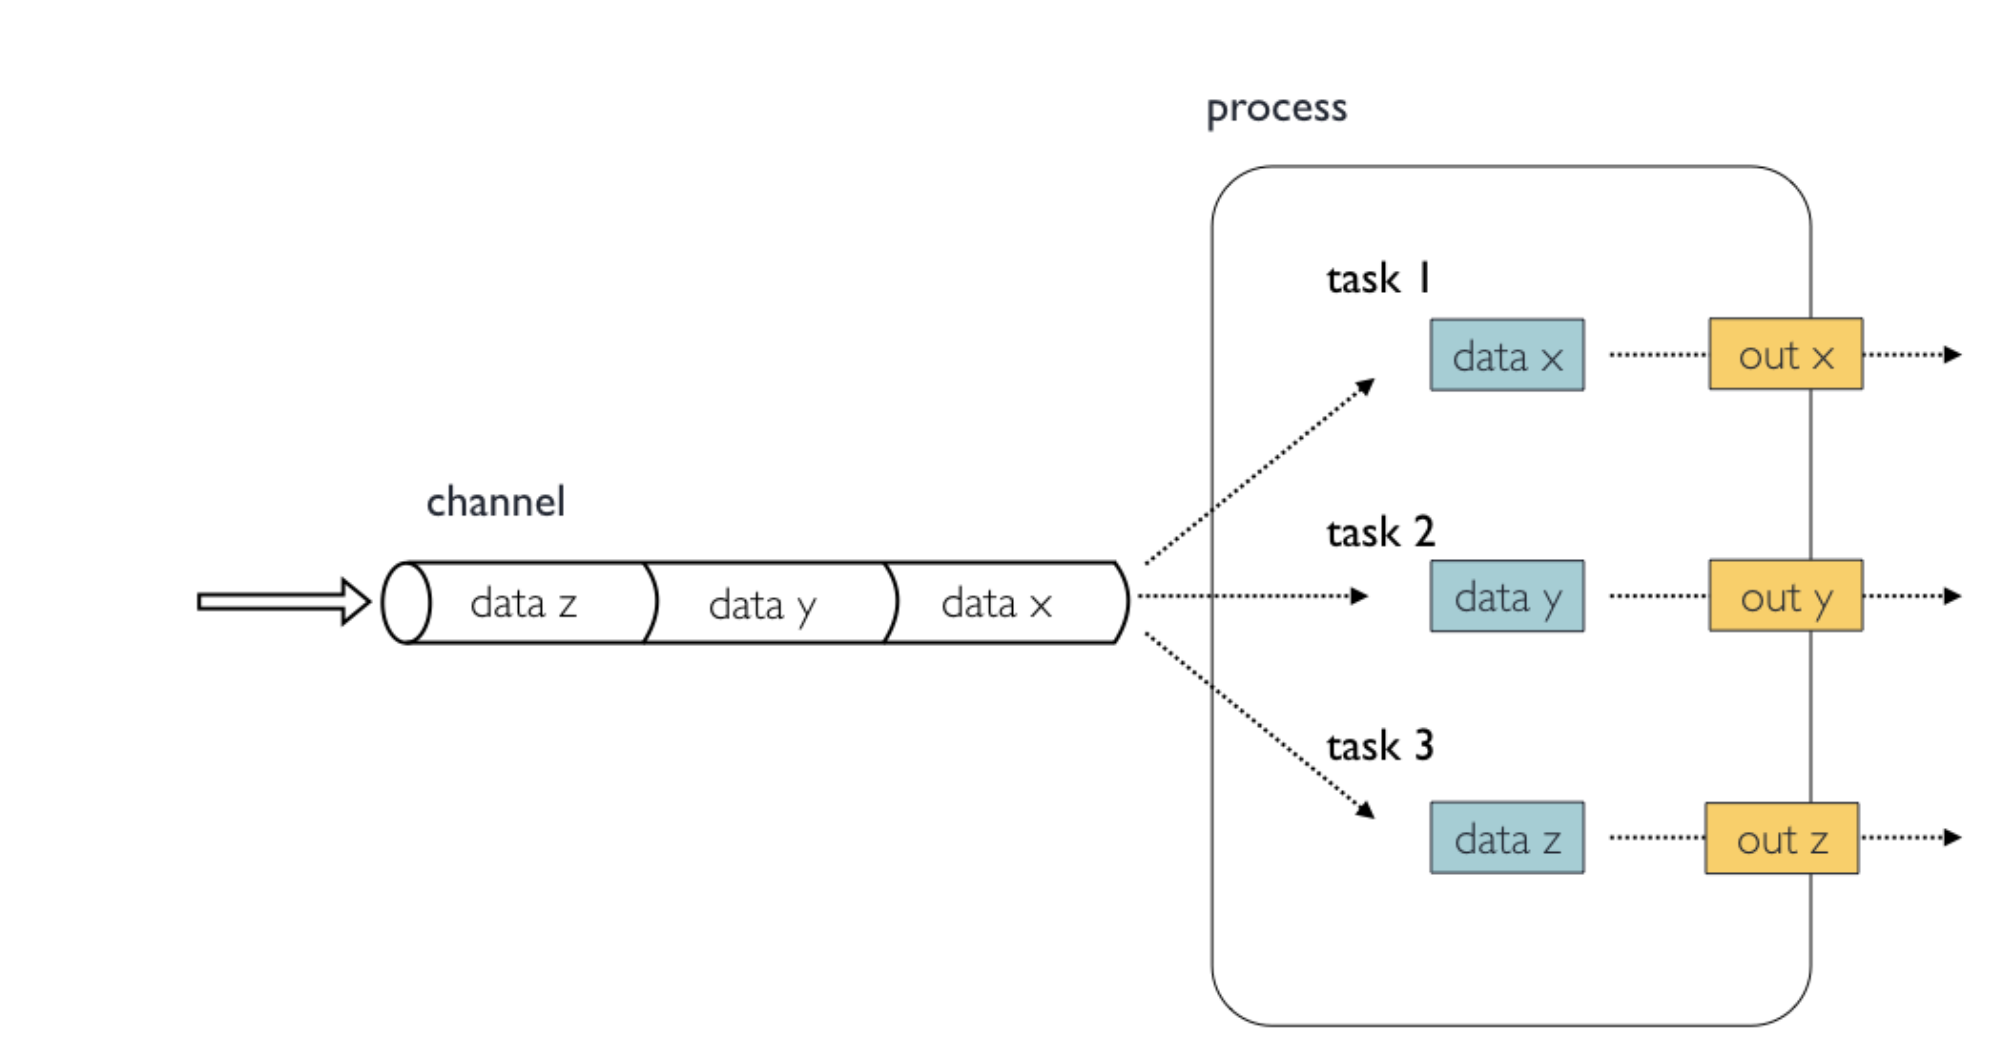 process
task 1
data x
out x
channel
task 2
data z
data y
data x
data y
out y
task 3
data z
out z